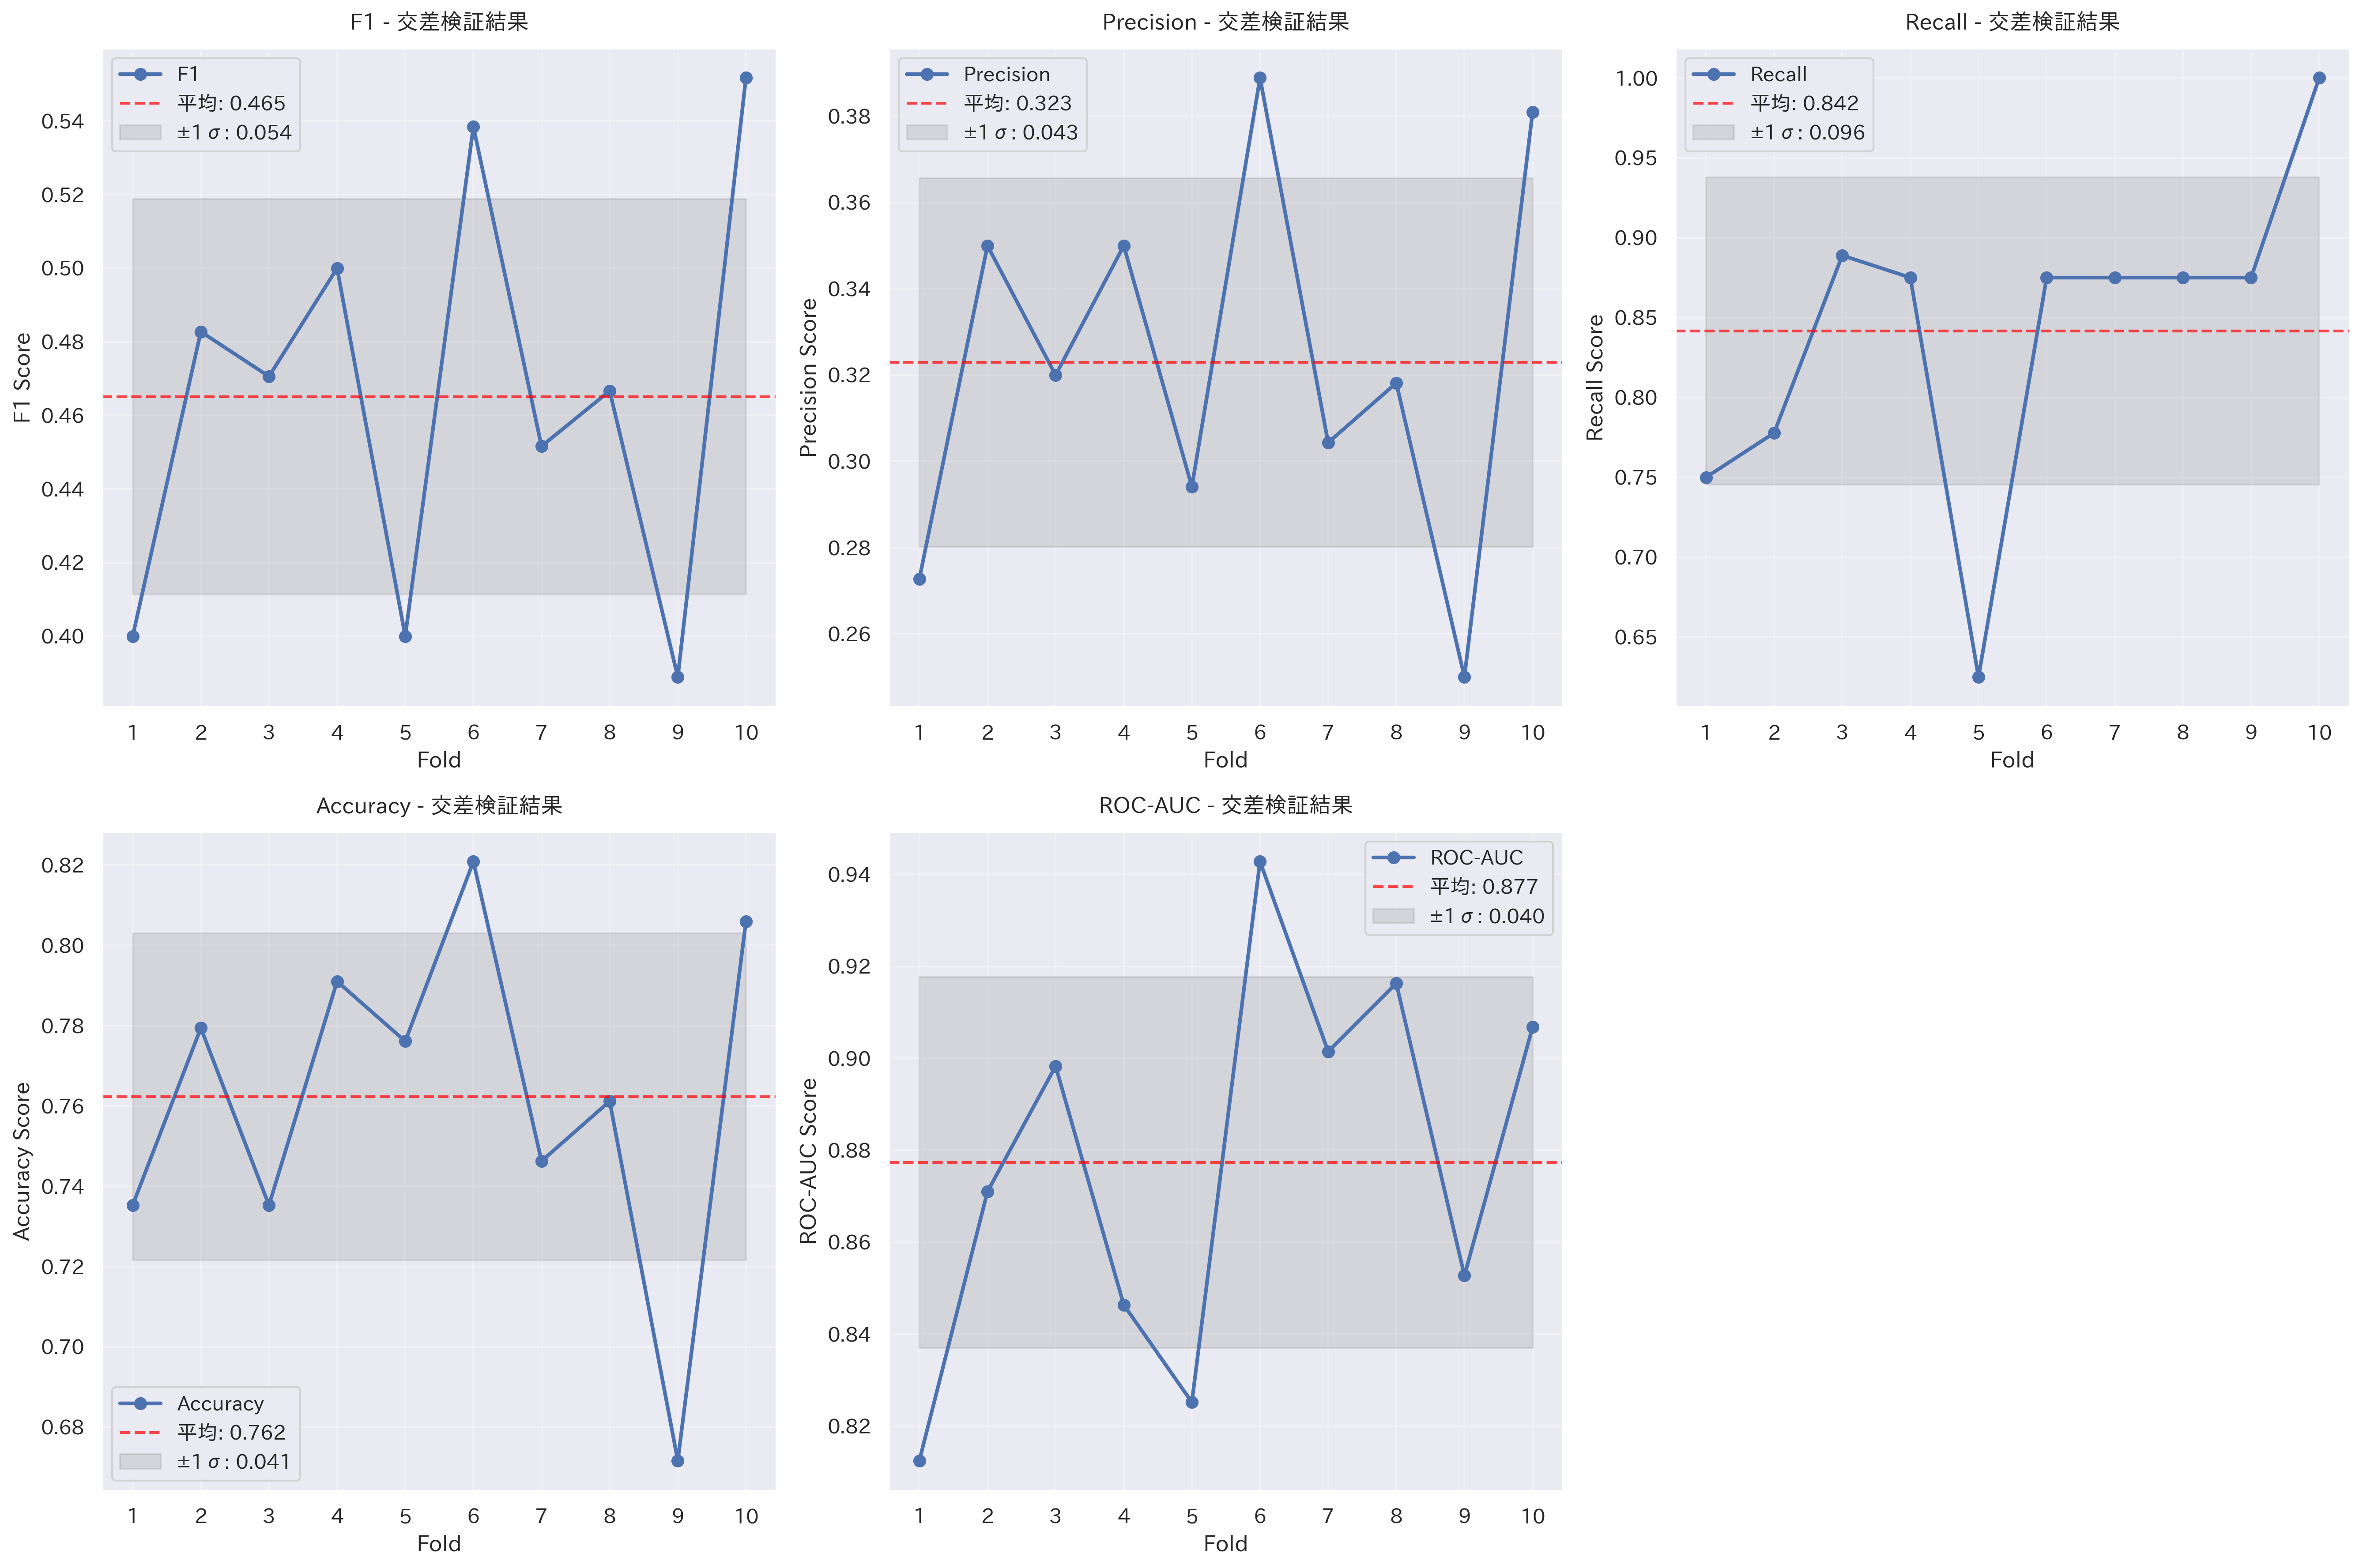 F1 - 交差検証結果
F1
平均: 0.465
±1σ: 0.054
0.54
0.52
0.50
0.48
0.46
0.44
0.42
0.40
F1 Score
1 2 3 4 5 6 7 8 9 10
Fold
Precision - 交差検証結果
Precision
平均: 0.323
±1σ: 0.043
0.38
0.36
0.34
0.32
0.30
0.28
0.26
Precision Score
1 2 3 4 5 6 7 8 9 10
Fold
Recall - 交差検証結果
Recall
平均: 0.842
±1σ: 0.096
1.00
0.95
0.90
0.85
0.80
0.75
0.70
0.65
Recall Score
1 2 3 4 5 6 7 8 9 10
Fold
Accuracy - 交差検証結果
0.82
0.80
0.78
0.76
0.74
0.72
0.70
0.68
Accuracy Score
Accuracy
平均: 0.762
±1σ: 0.041
1 2 3 4 5 6 7 8 9 10
Fold
ROC-AUC - 交差検証結果
ROC-AUC
平均: 0.877
±1σ: 0.040
0.94
0.92
0.90
0.88
0.86
0.84
0.82
ROC-AUC Score
1 2 3 4 5 6 7 8 9 10
Fold